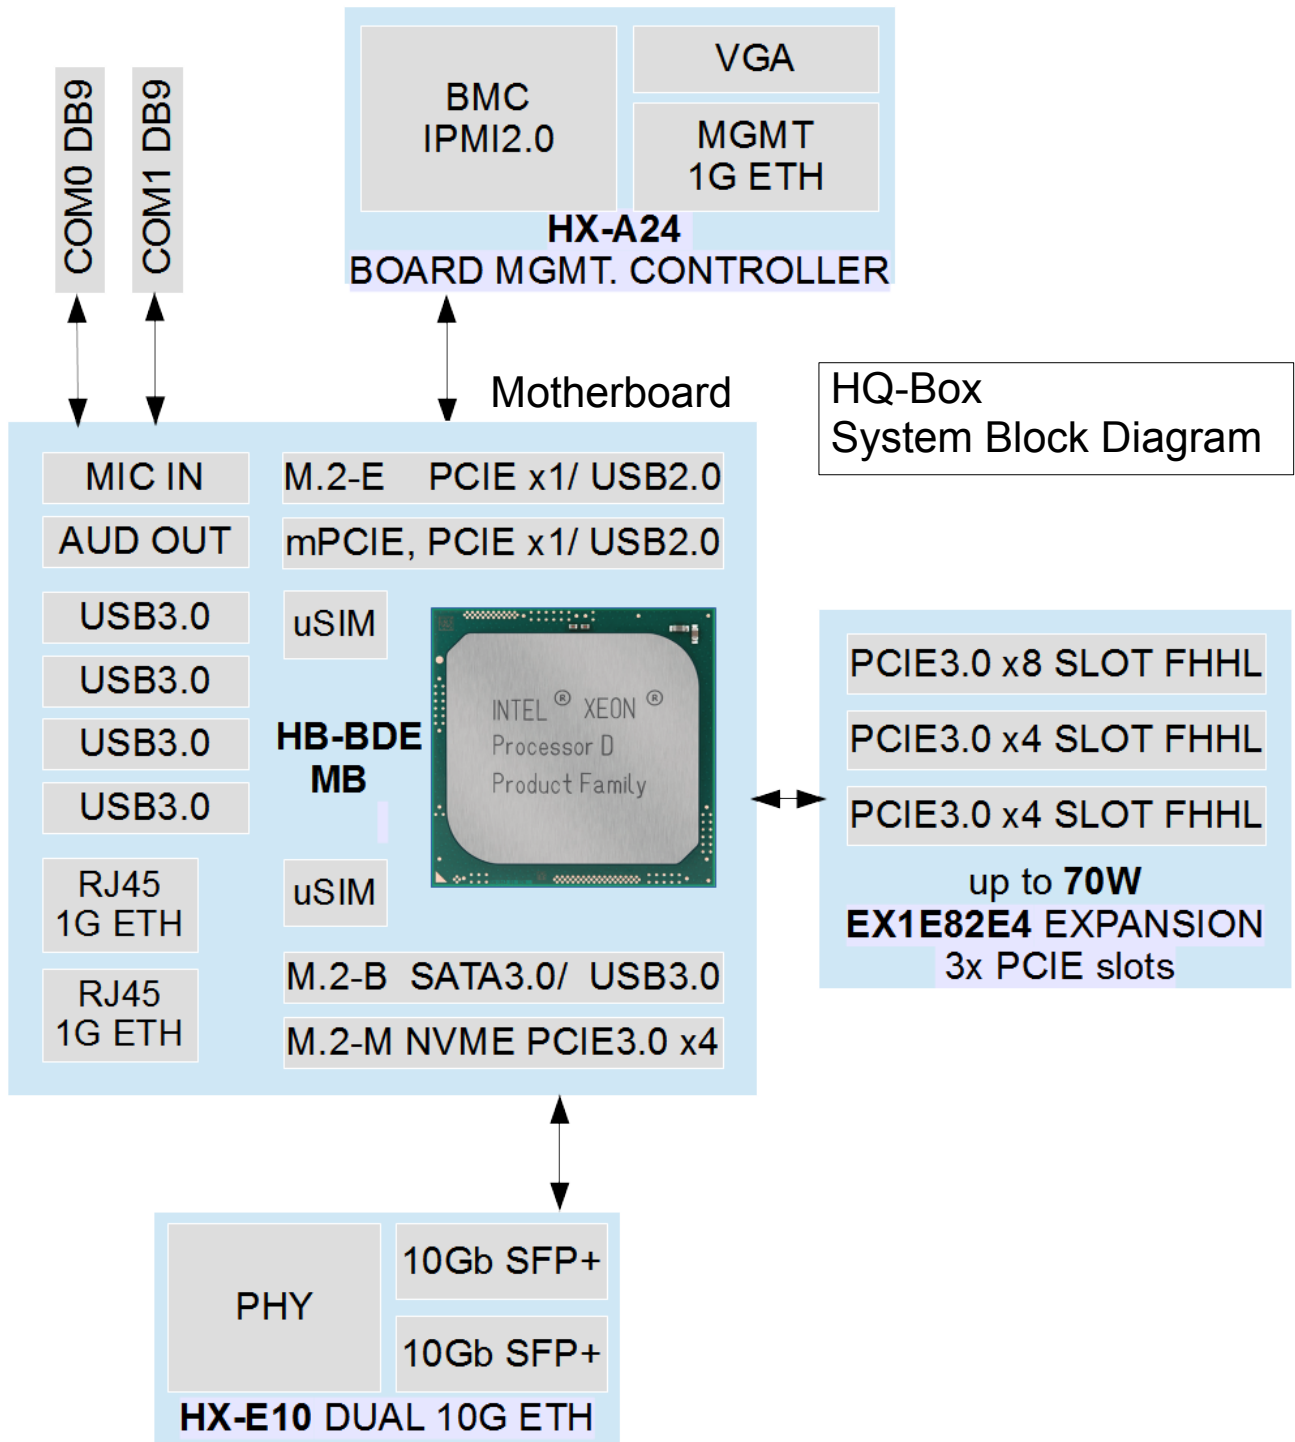 COM0 DB9
COM1 DB9
BMC
IPMI2.0
VGA
MGMT
1G ETH
HX-A24
BOARD MGMT. CONTROLLER
Motherboard
HQ-Box
System Block Diagram
MIC IN
AUD OUT
USB3.0
USB3.0
USB3.0
USB3.0
RJ45
1G ETH
RJ45
1G ETH
M.2-E PCIE x1/ USB2.0
mPCIE, PCIE x1/ USB2.0
uSIM
HB-BDE
MB
INTEL ® XEON ®
Processor D
Product Family
uSIM
M.2-B SATA3.0/ USB3.0
M.2-M NVME PCIE3.0 x4
PCIE3.0 x8 SLOT FHHL
PCIE3.0 x4 SLOT FHHL
PCIE3.0 x4 SLOT FHHL
up to 70W
EX1E82E4 EXPANSION
3x PCIE slots
PHY
10Gb SFP+
10Gb SFP+
HX-E10 DUAL 10G ETH